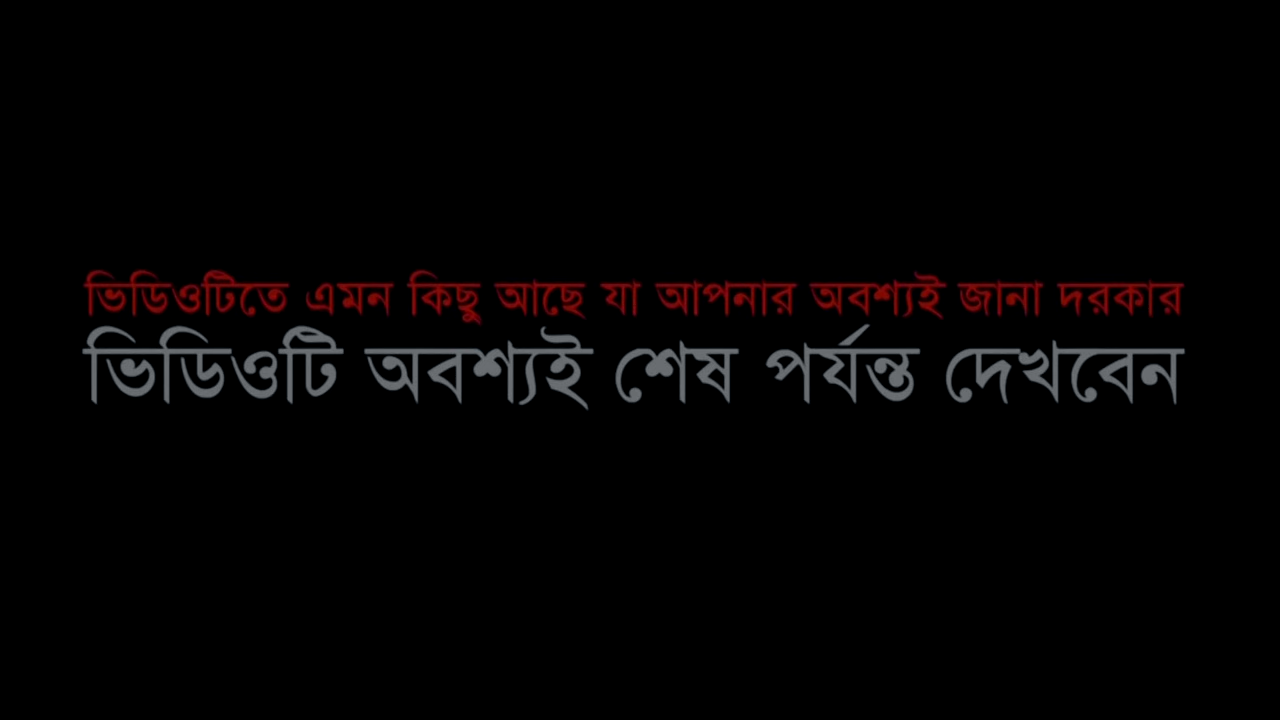 ভিডিওটিতে এমন কিছু আছে যা আপনার অবশ্যই জানা দরকার
ভিডিওটি অবশ্যই শেষ পর্যন্ত দেখবেন